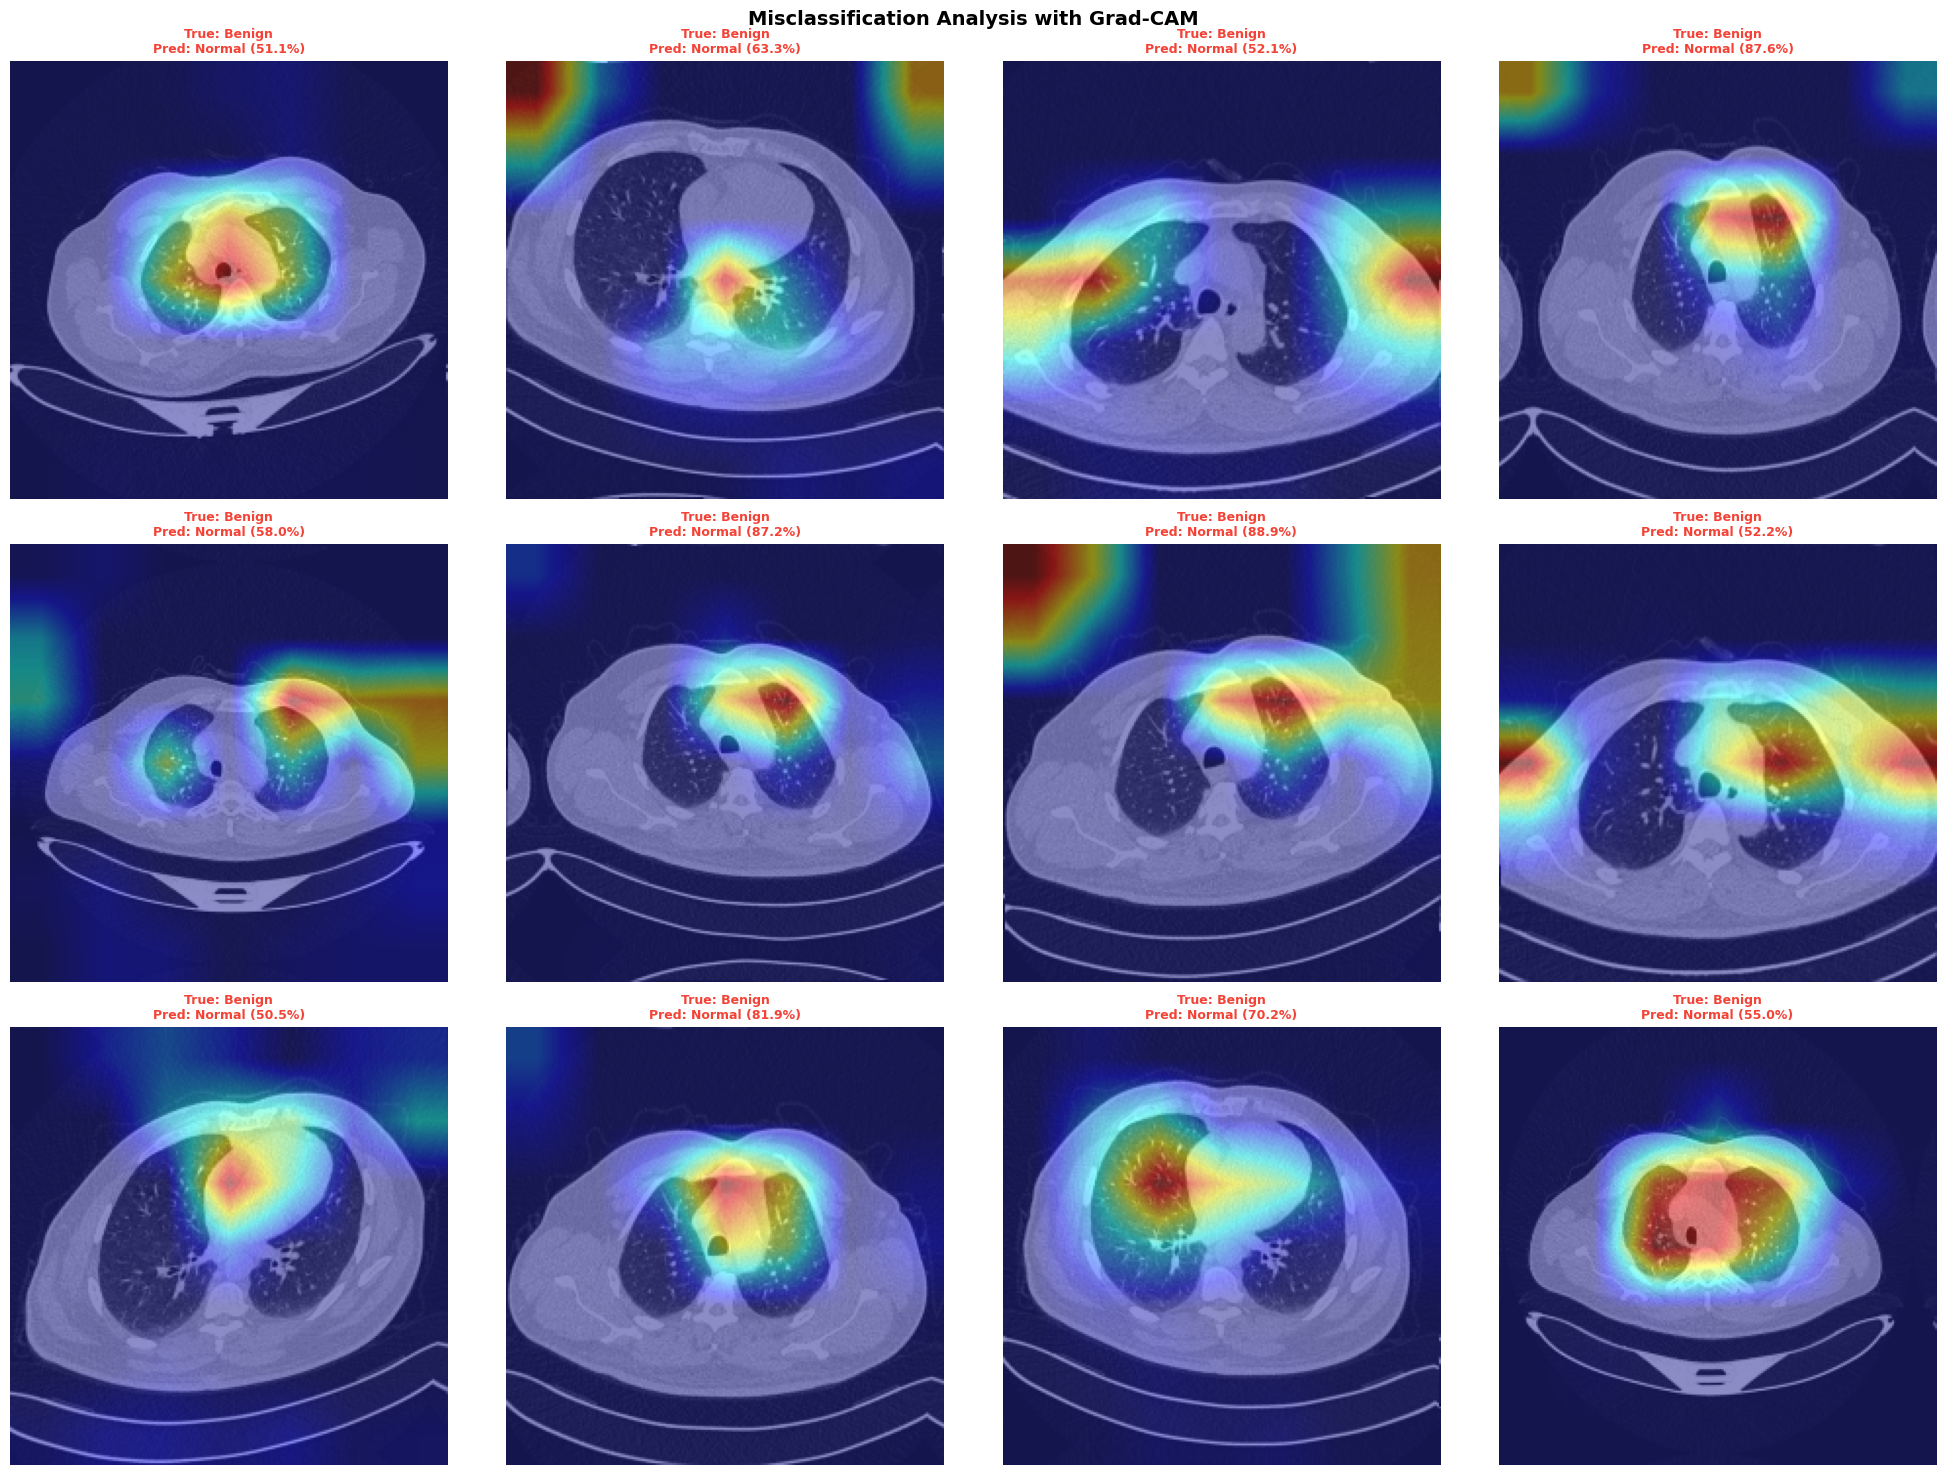 Misclassification Analysis with Grad-CAM
True: Benign
Pred: Normal (51.1%)
True: Benign
Pred: Normal (63.3%)
True: Benign
Pred: Normal (52.1%)
True: Benign
Pred: Normal (87.6%)
True: Benign
Pred: Normal (58.0%)
True: Benign
Pred: Normal (87.2%)
True: Benign
Pred: Normal (88.9%)
True: Benign
Pred: Normal (52.2%)
True: Benign
Pred: Normal (50.5%)
True: Benign
Pred: Normal (81.9%)
True: Benign
Pred: Normal (70.2%)
True: Benign
Pred: Normal (55.0%)